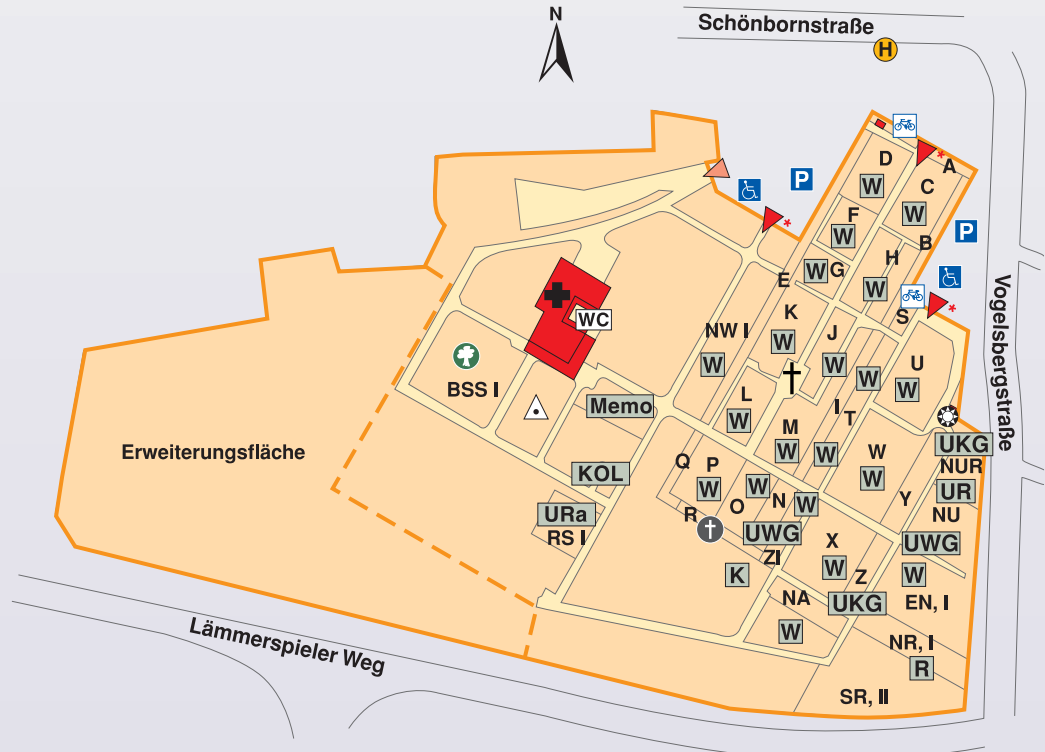 N
Schönbornstraße
H
D
A
P
W
C
F
W
W
B
P
H
W
G
E
W
S
WC
K
NW I
J
W
W
W
W
U
W
BSS I
L
Memo
W
I
T
M
W
W
UKG
Erweiterungsfläche
W
NUR
Q
P
KOL
W
W
W
UR
Y
O
N
W
R
URa
NU
UWG
RS I
X
UWG
ZI
K
W
Z
W
NA
UKG
EN, I
W
NR, I
R
SR, II
Vogelsbergstraße
Lämmerspieler Weg